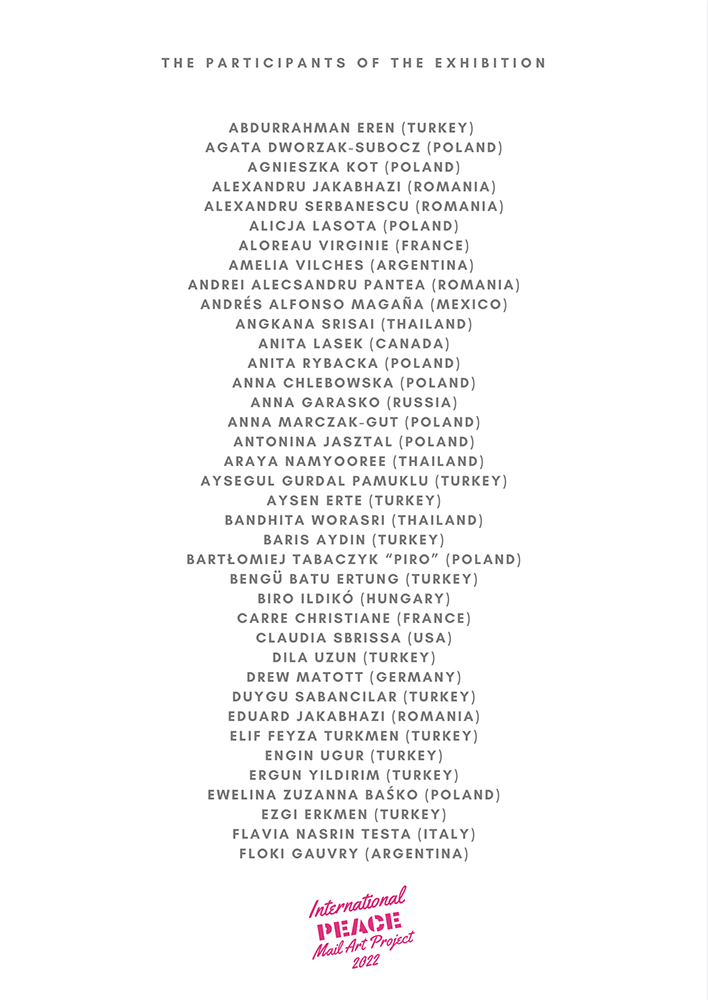 THE PARTICIPANTS OF THE EXHIBITION
ABDURRAHMAN EREN (TURKEY)
AGATA DWORZAK-SUBOCZ (POLAND)
AGNIESZKA KOT (POLAND)
ALEXANDRU JAKABHAZI (ROMANIA)
ALEXANDRU SERBANESCU (ROMANIA)
ALICJA LASOTA (POLAND)
ALOREAU VIRGINIE (FRANCE)
AMELIA VILCHES (ARGENTINA)
ANDREI ALECSANDRU PANTEA (ROMANIA)
ANDRÉS ALFONSO MAGAÑA (MEXICO)
ANGKANA SRISAI (THAILAND)
ANITA LASEK (CANADA)
ANITA RYBACKA (POLAND)
ANNA CHLEBOWSKA (POLAND)
ANNA GARASKO (RUSSIA)
ANNA MARCZAK-GUT (POLAND)
ANTONINA JASZTAL (POLAND)
ARAYA NAMYOOREE (THAILAND)
AYSEGUL GURDAL PAMUKLU (TURKEY)
AYSEN ERTE (TURKEY)
BANDHITA WORASRI (THAILAND)
BARIS AYDIN (TURKEY)
BARTŁOMIEJ TABACZYK “PIRO” (POLAND)
BENGÜ BATU ERTUNG (TURKEY)
BIRO ILDIKÓ (HUNGARY)
CARRE CHRISTIANE (FRANCE)
CLAUDIA SBRISSA (USA)
DILA UZUN (TURKEY)
DREW MATOTT (GERMANY)
DUYGU SABANCILAR (TURKEY)
EDUARD JAKABHAZI (ROMANIA)
ELIF FEYZA TURKMEN (TURKEY)
ENGIN UGUR (TURKEY)
ERGUN YILDIRIM (TURKEY)
EWELINA ZUZANNA BAŚKO (POLAND)
EZGI ERKMEN (TURKEY)
FLAVIA NASRIN TESTA (ITALY)
FLOKI GAUVRY (ARGENTINA)
International
PEACE
Mail Art Project
2022